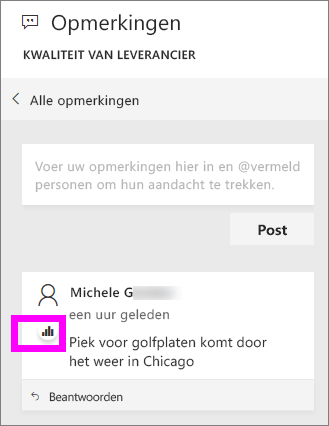 Opmerkingen
KWALITEIT VAN LEVERANCIER
Alle opmerkingen
Voer uw opmerkingen hier in en @vermeld
personen om hun aandacht te trekken.
Post
Michele
een uur geleden
Piek voor golfplaten komt door
het weer in Chicago
Beantwoorden